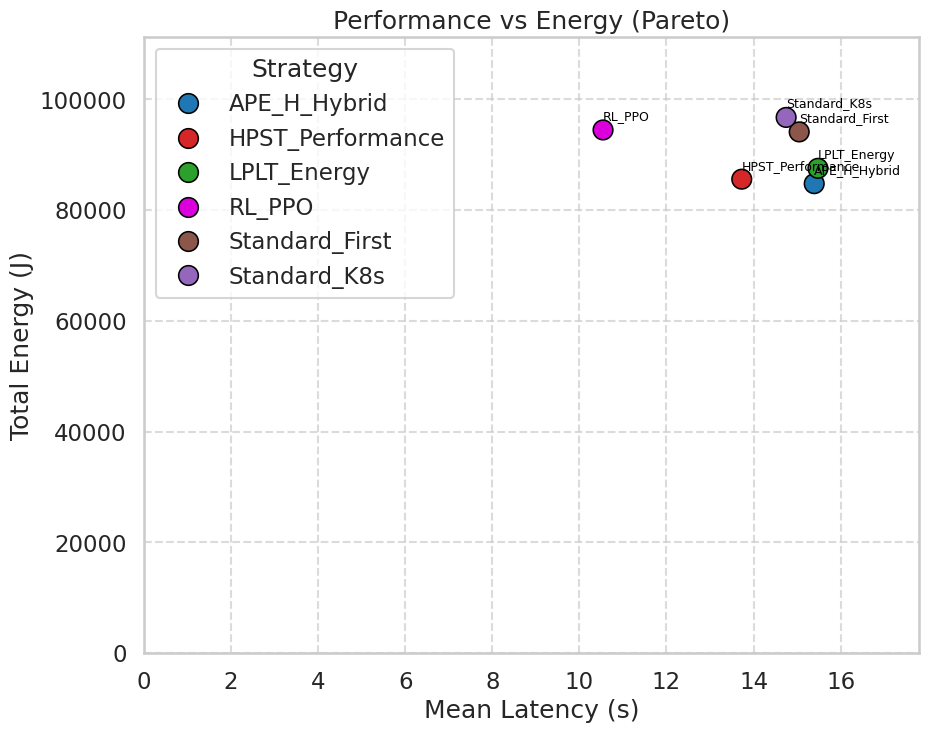 Performance vs Energy (Pareto)
Strategy
APE_H_Hybrid
HPST_Performance
LPLT_Energy
RL_PPO
Standard_First
Standard_K8s
RL_PPO
Standard_K8s
Standard_First
LPLT_Energy
HPST_Performance
APE_H_Hybrid
Total Energy (J)
100000
80000
60000
40000
20000
0
0 2 4 6 8 10 12 14 16
Mean Latency (s)